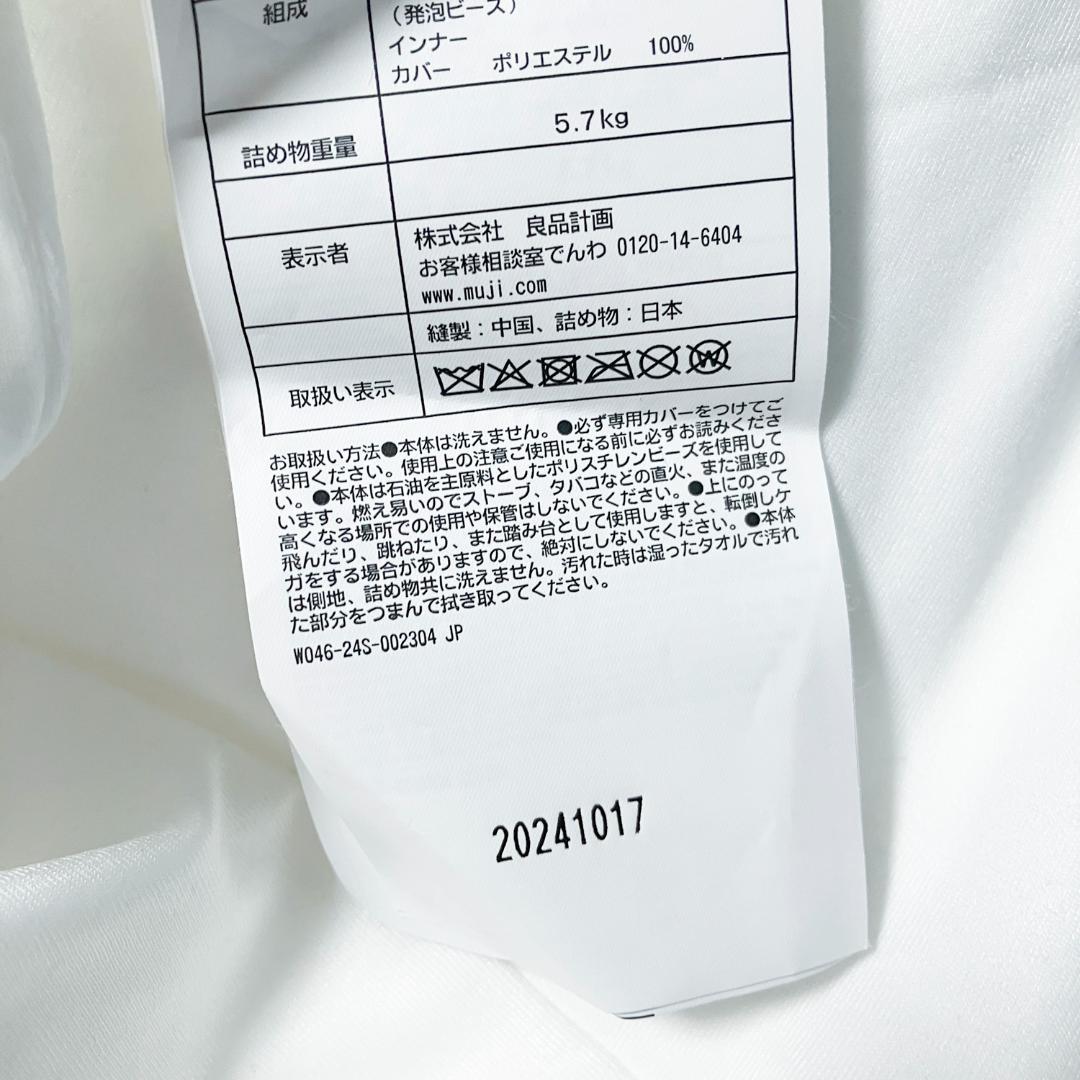 組成
(発泡ビーズ)
インナー
カバー ポリエステル 100%
詰め物重量 5.7kg
表示者
株式会社 良品計画
お客様相談室でんわ 0120-14-6404
www.muji.com
縫製：中国、詰め物：日本
取扱い表示
お取扱い方法●本体は洗えません。●必ず専用カバーをつけてご
使用ください。使用上の注意ご使用になる前に必ずお読みくださ
い。●本体は石油を主原料としたポリスチレンビーズを使用して
います。燃え易いのでストーブ、タバコなどの直火、また温度の
高くなる場所での使用や保管はしないでください。●上にのって
飛んだり、跳ねたり、また踏み台として使用しますと、転倒しケ
ガをする場合がありますので、絶対にしないでください。●本体
は側地、詰め物共に洗えません。汚れた時は湿ったタオルで汚れ
た部分をつまんで拭き取ってください。
W046-24S-002304 JP
20241017